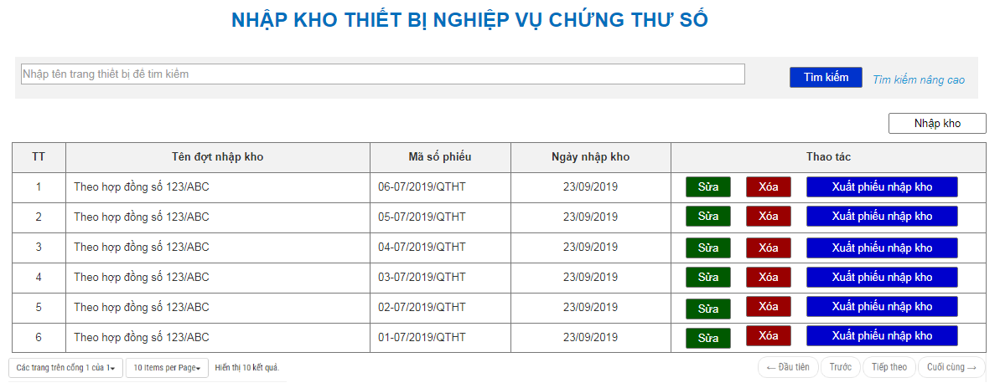 NHẬP KHO THIẾT BỊ NGHIỆP VỤ CHỨNG THƯ SỐ
Nhập tên trang thiết bị để tim kiếm Tìm kiếm Tìm kiếm nâng cao
Nhập kho
TT Tên đợt nhập kho Mã số phiếu Ngày nhập kho Thao tác
1 Theo hợp đồng số 123/ABC 06-07/2019/QTHT 23/09/2019 Sửa Xóa Xuất phiếu nhập kho
2 Theo hợp đồng số 123/ABC 05-07/2019/QTHT 23/09/2019 Sửa Xóa Xuất phiếu nhập kho
3 Theo hợp đồng số 123/ABC 04-07/2019/QTHT 23/09/2019 Sửa Xóa Xuất phiếu nhập kho
4 Theo hợp đồng số 123/ABC 03-07/2019/QTHT 23/09/2019 Sửa Xóa Xuất phiếu nhập kho
5 Theo hợp đồng số 123/ABC 02-07/2019/QTHT 23/09/2019 Sửa Xóa Xuất phiếu nhập kho
6 Theo hợp đồng số 123/ABC 01-07/2019/QTHT 23/09/2019 Sửa Xóa Xuất phiếu nhập kho
Các trang trên cổng 1 của 1 10 Items per Page Hiển thị 10 kết quả. ← Đầu tiên Trước Tiếp theo Cuối cùng →